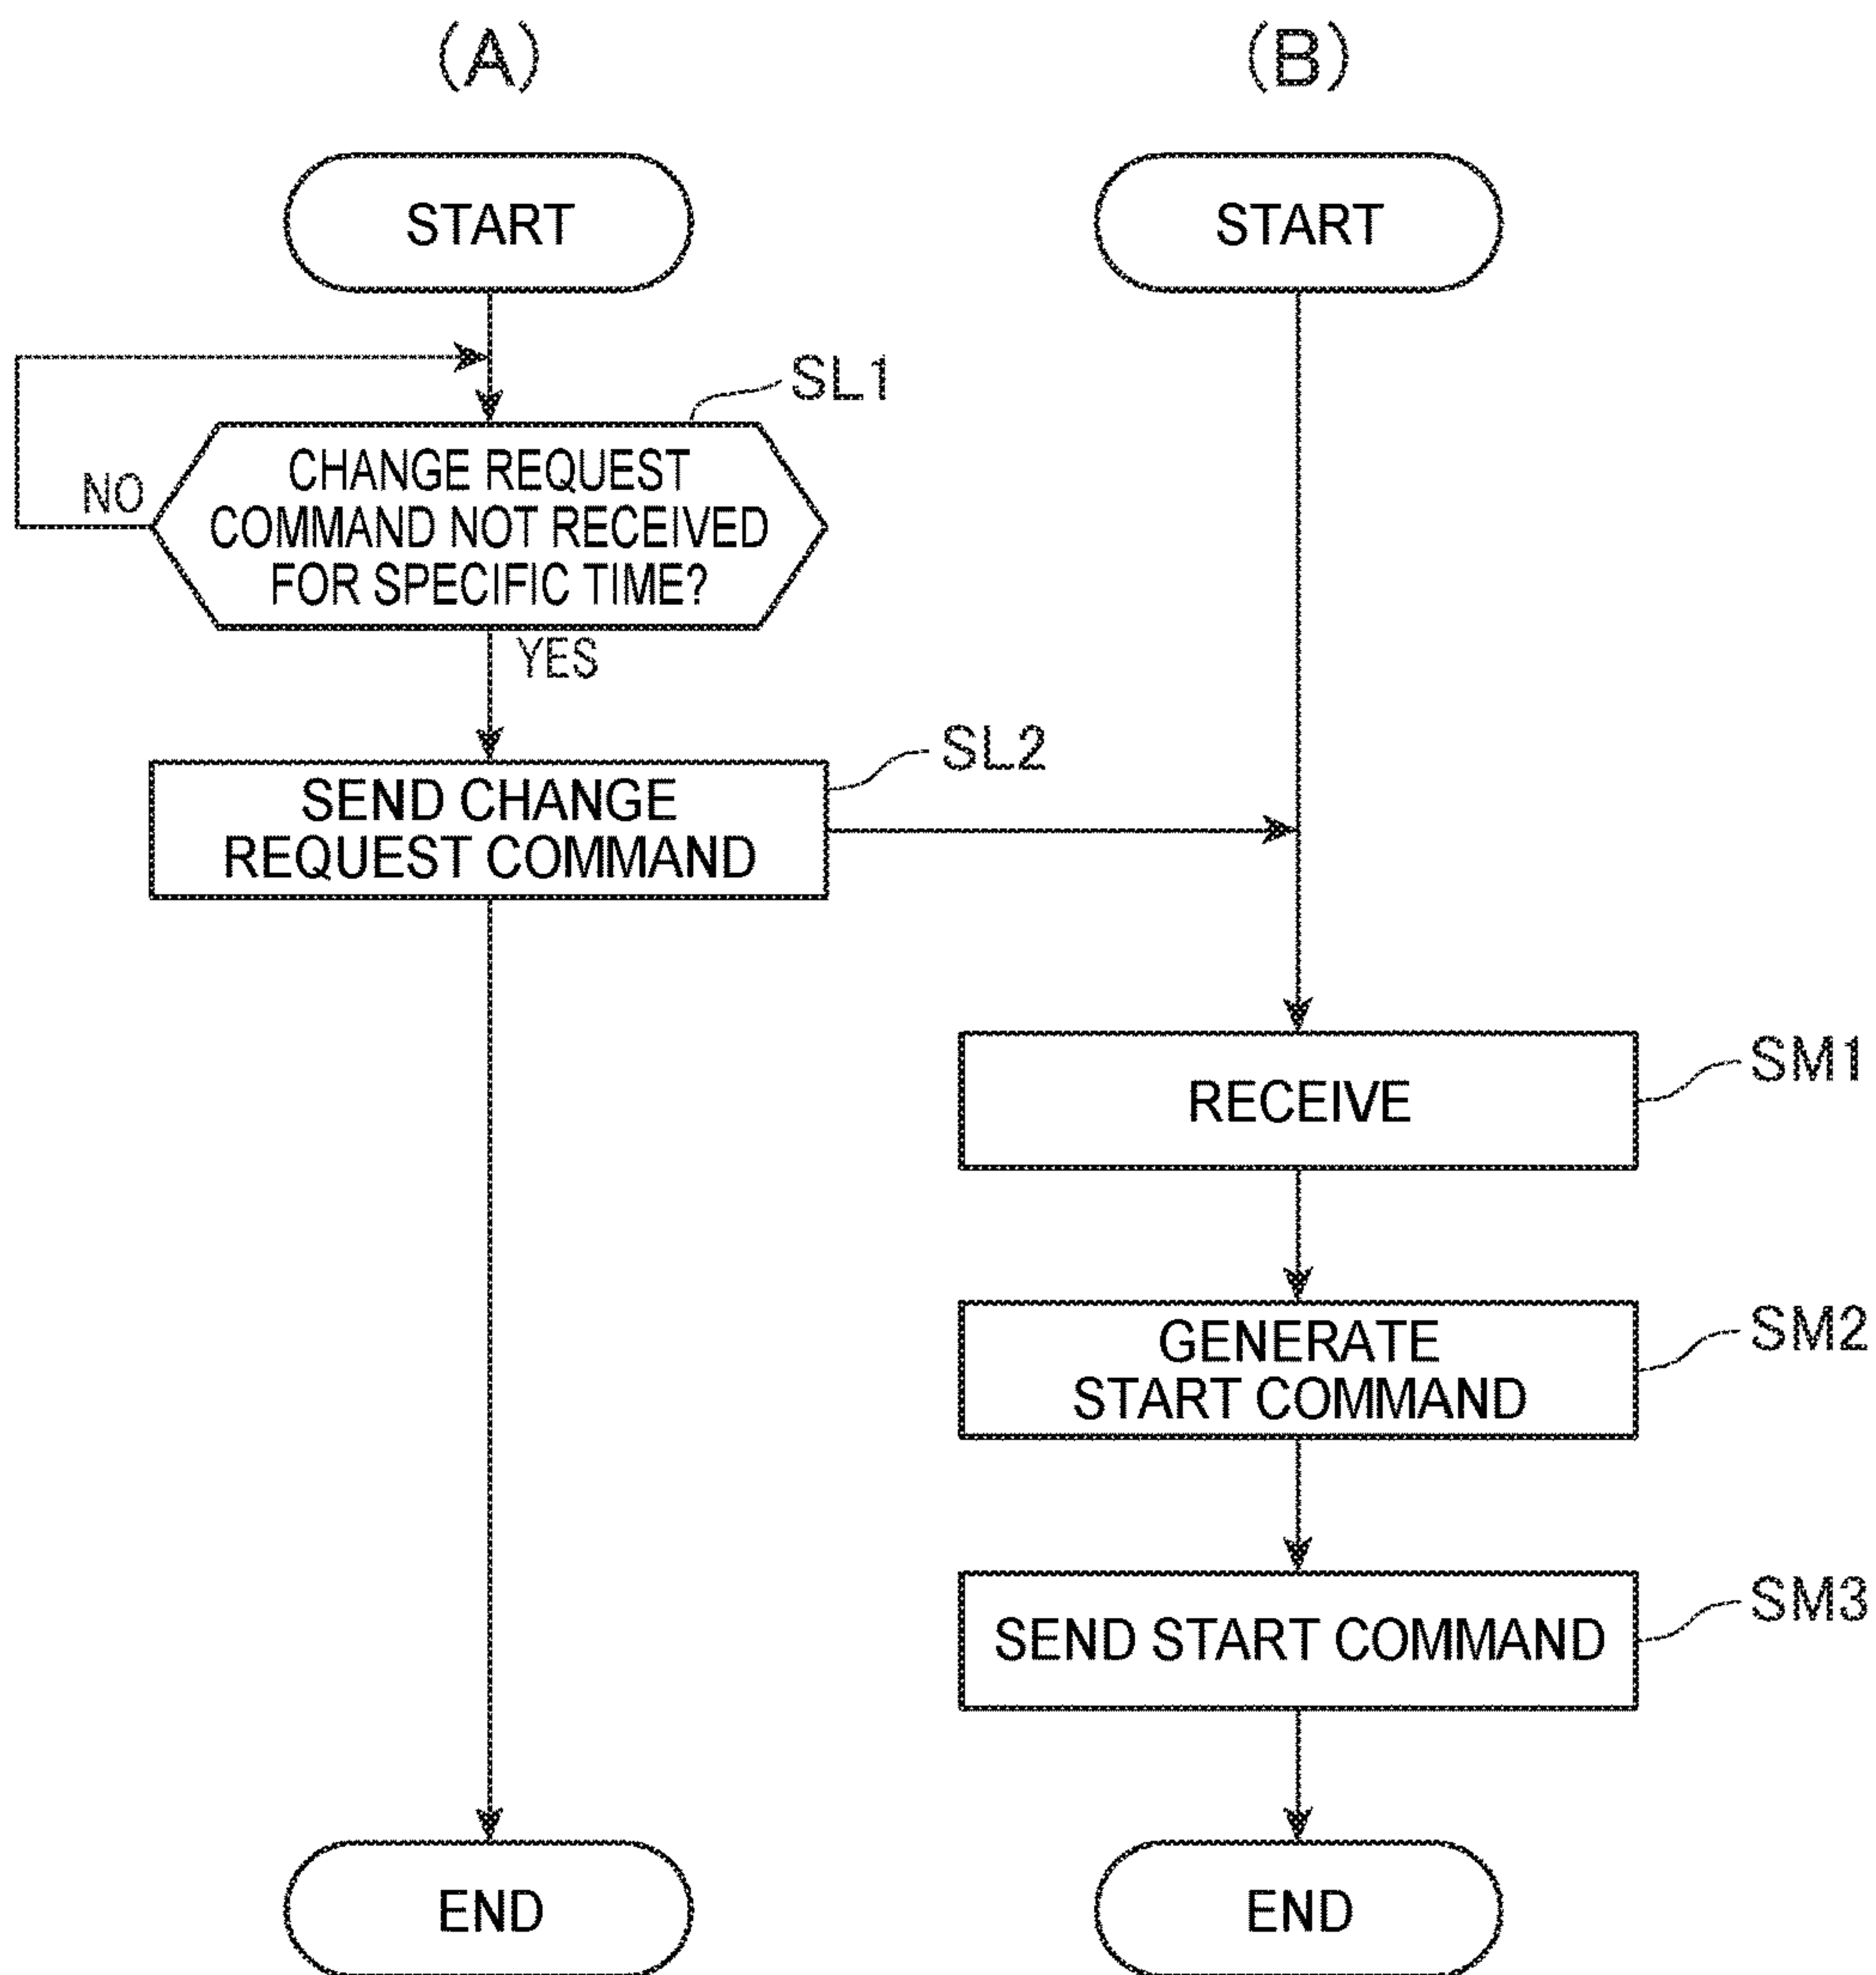 (A)
START
SL1
CHANGE REQUEST
COMMAND NOT RECEIVED
FOR SPECIFIC TIME?
NO
YES
SL2
SEND CHANGE
REQUEST COMMAND
END
(B)
START
RECEIVE
SM1
GENERATE
START COMMAND
SM2
SEND START COMMAND
SM3
END